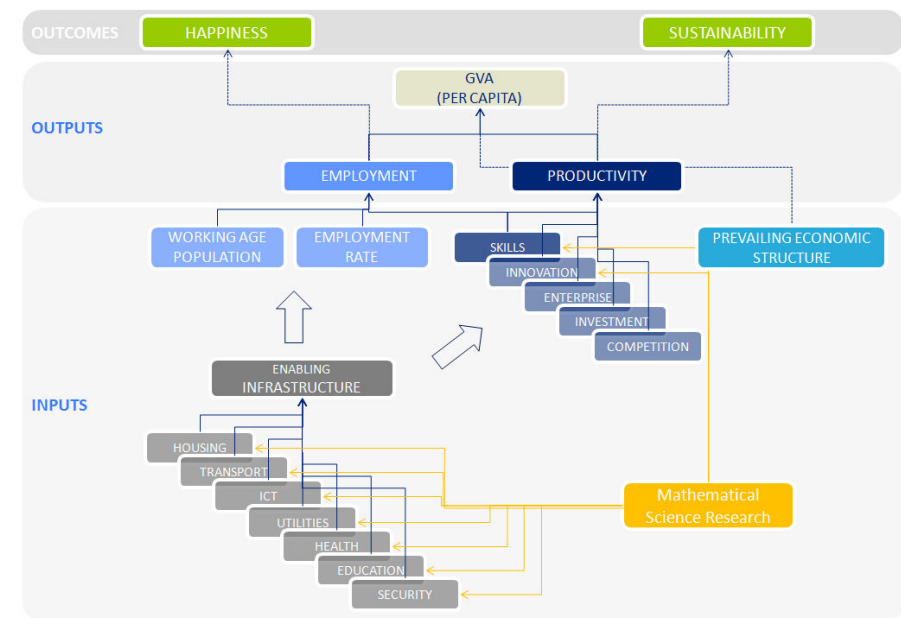 OUTCOMES
HAPPINESS
SUSTAINABILITY
GVA
(PER CAPITA)
OUTPUTS
EMPLOYMENT
PRODUCTIVITY
WORKING AGE
POPULATION
EMPLOYMENT
RATE
SKILLS
PREVAILING ECONOMIC
STRUCTURE
INNOVATION
ENTERPRISE
INVESTMENT
COMPETITION
ENABLING
INFRASTRUCTURE
INPUTS
HOUSING
TRANSPORT
ICT
UTILITIES
HEALTH
EDUCATION
SECURITY
Mathematical
Science Research